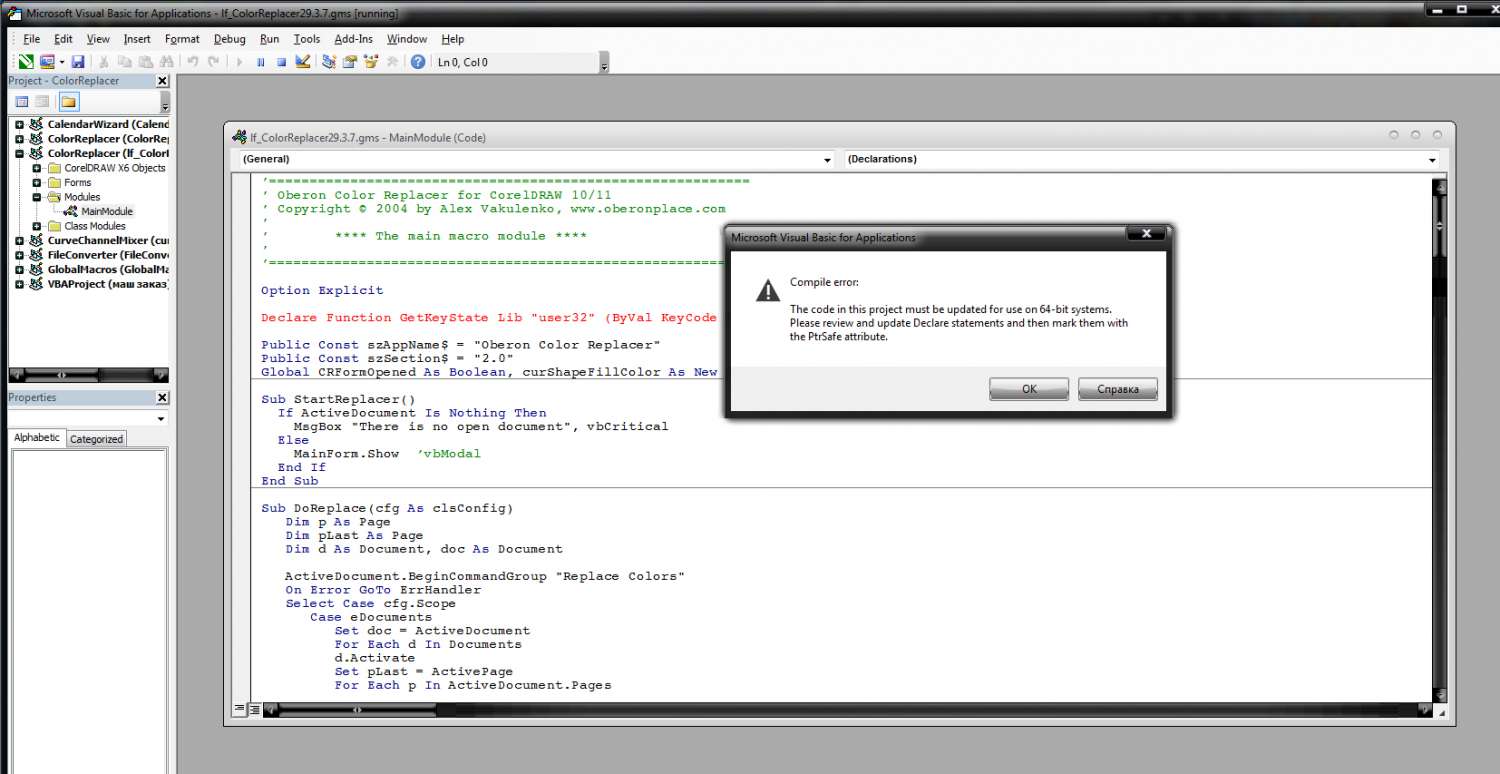 Microsoft Visual Basic for Applications - lf_ColorReplacer29.3.7.gms [running]
File Edit View Insert Format Debug Run Tools Add-Ins Window Help
Ln 0, Col 0
Project - ColorReplacer
CalendarWizard (Calend
ColorReplacer (ColorRe
ColorReplacer (lf_Color
CorelDRAW X6 Objects
Forms
Modules
MainModule
Class Modules
CurveChannelMixer (cu
FileConverter (FileConv
GlobalMacros (GlobalMa
VBAProject (маш заказ)
Properties
Alphabetic Categorized
lf_ColorReplacer29.3.7.gms - MainModule (Code)
(General) (Declarations)
'===========================================================
' Oberon Color Replacer for CorelDRAW 10/11
' Copyright © 2004 by Alex Vakulenko, www.oberonplace.com
'
'        **** The main macro module ****
'
'===========================================================
Option Explicit
Declare Function GetKeyState Lib "user32" (ByVal KeyCode
Public Const szAppName$ = "Oberon Color Replacer"
Public Const szSection$ = "2.0"
Global CRFormOpened As Boolean, curShapeFillColor As New
Sub StartReplacer()
If ActiveDocument Is Nothing Then
MsgBox "There is no open document", vbCritical
Else
MainForm.Show 'vbModal
End If
End Sub
Sub DoReplace(cfg As clsConfig)
Dim p As Page
Dim pLast As Page
Dim d As Document, doc As Document
ActiveDocument.BeginCommandGroup "Replace Colors"
On Error GoTo ErrHandler
Select Case cfg.Scope
Case eDocuments
Set doc = ActiveDocument
For Each d In Documents
d.Activate
Set pLast = ActivePage
For Each p In ActiveDocument.Pages
Microsoft Visual Basic for Applications
Compile error:
The code in this project must be updated for use on 64-bit systems.
Please review and update Declare statements and then mark them with
the PtrSafe attribute.
OK Справка